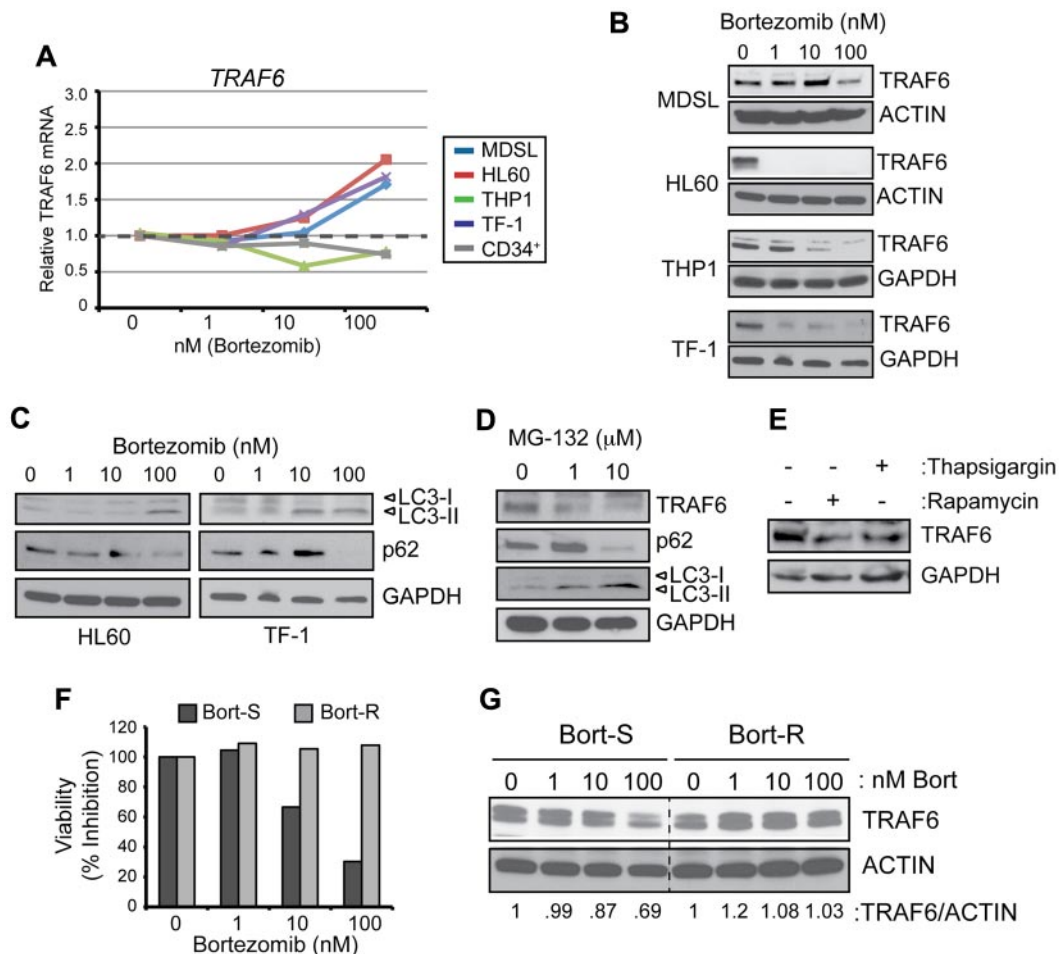 A
TRAF6
Relative TRAF6 mRNA
3.0
2.5
2.0
1.5
1.0
0.5
0
0 1 10 100
nM (Bortezomib)
MDSL
HL60
THP1
TF-1
CD34+
B
Bortezomib (nM)
0 1 10 100
MDSL
TRAF6
ACTIN
HL60
TRAF6
ACTIN
THP1
TRAF6
GAPDH
TF-1
TRAF6
GAPDH
C
Bortezomib (nM)
0 1 10 100 0 1 10 100
LC3-I
LC3-II
p62
GAPDH
HL60 TF-1
D
MG-132 (μM)
0 1 10
TRAF6
p62
LC3-I
LC3-II
GAPDH
E
- - + :Thapsigargin
- + - :Rapamycin
TRAF6
GAPDH
F
Bort-S Bort-R
Viability
(% Inhibition)
120
100
80
60
40
20
0
0 1 10 100
Bortezomib (nM)
G
Bort-S Bort-R
0 1 10 100 0 1 10 100 : nM Bort
TRAF6
ACTIN
1 .99 .87 .69 1 1.2 1.08 1.03 :TRAF6/ACTIN